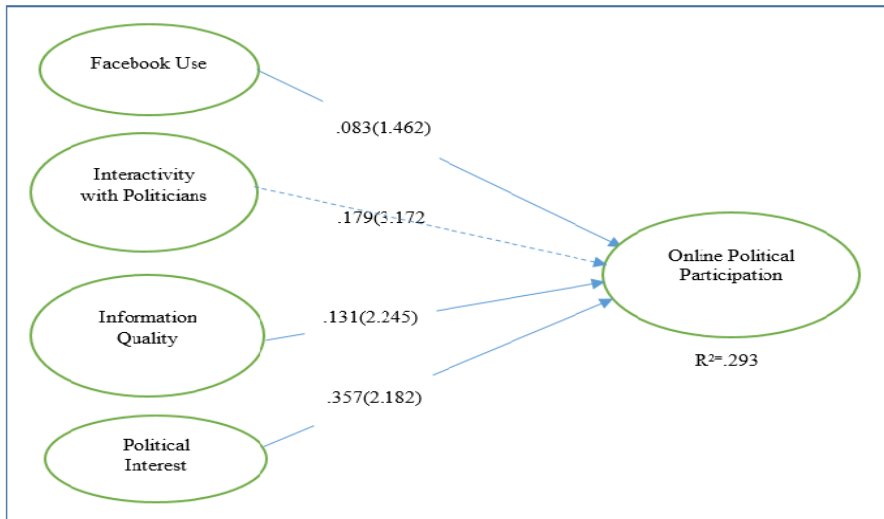 Facebook Use
.083(1.462)
Interactivity
with Politicians
.179(3.172
Online Political
Participation
Information
Quality
.131(2.245)
R²=.293
.357(2.182)
Political
Interest